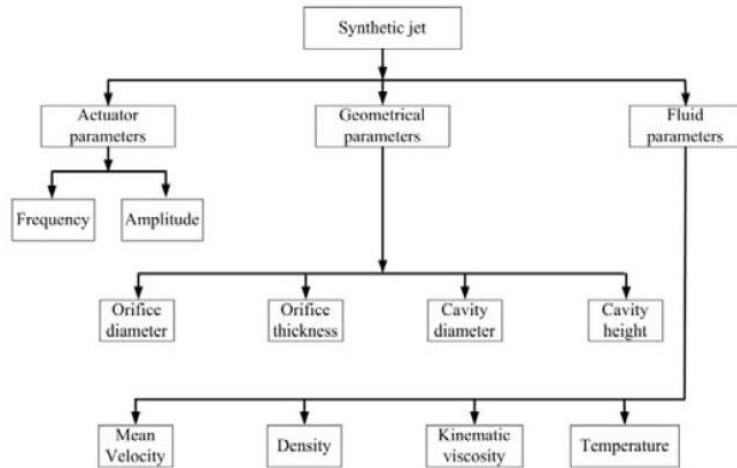 Synthetic jet
Actuator
parameters
Geometrical
parameters
Fluid
parameters
Frequency
Amplitude
Orifice
diameter
Orifice
thickness
Cavity
diameter
Cavity
height
Mean
Velocity
Density
Kinematic
viscosity
Temperature